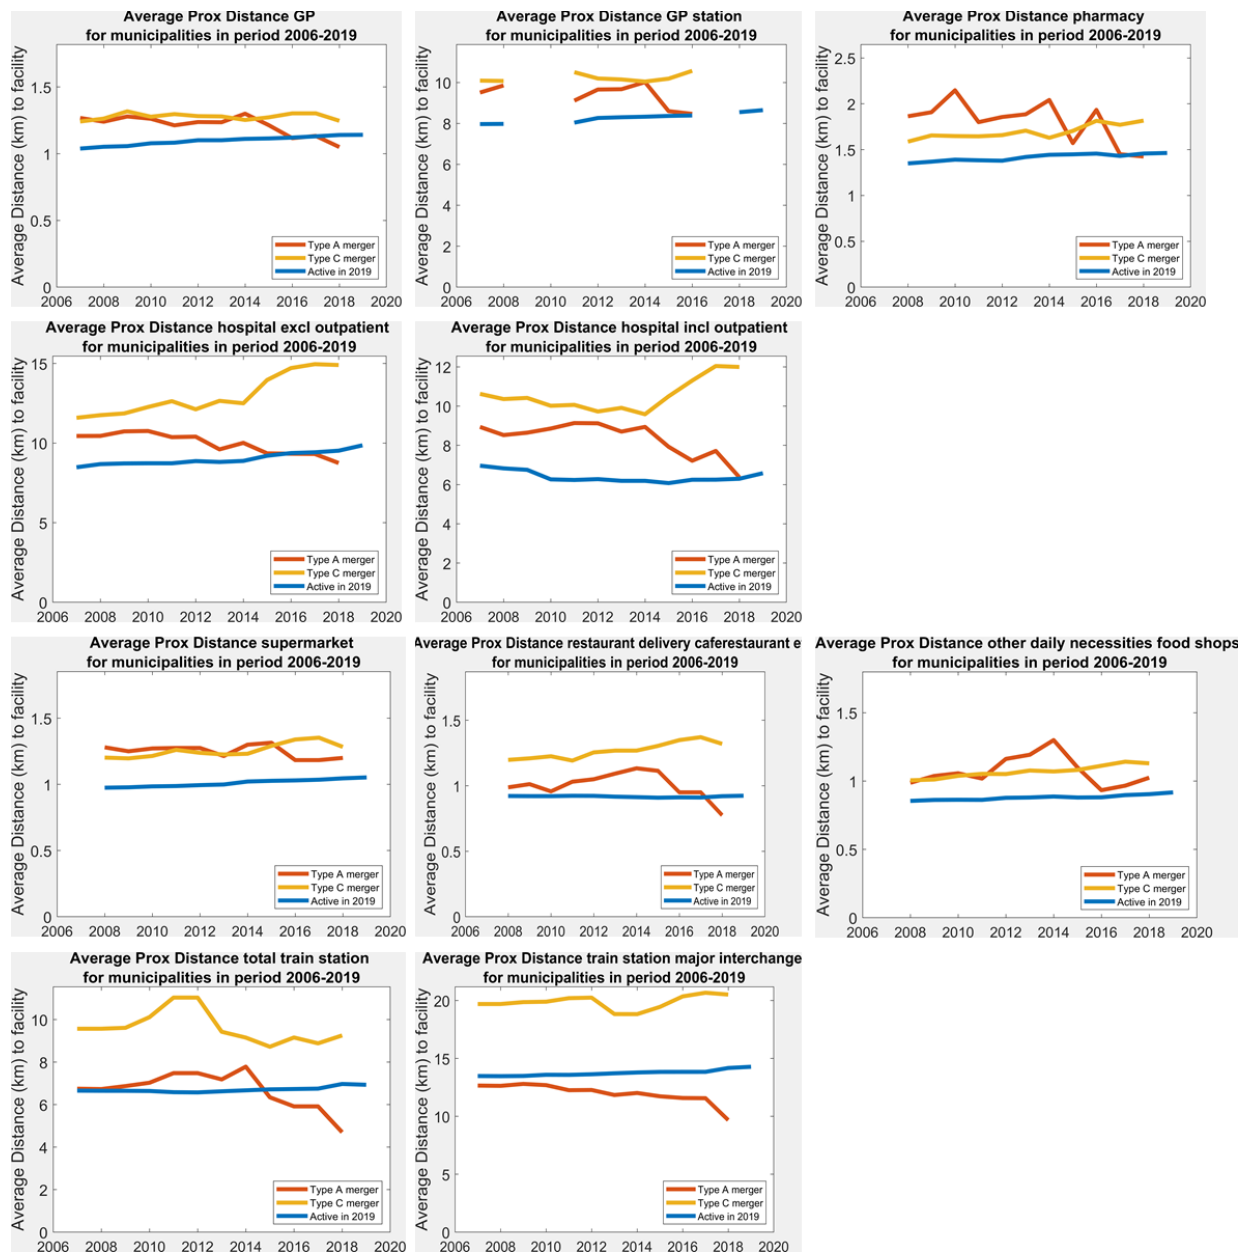 Average Prox Distance GP
for municipalities in period 2006-2019
Average Distance (km) to facility
1.5
1
0.5
0
2006 2008 2010 2012 2014 2016 2018 2020
Type A merger
Type C merger
Active in 2019
Average Prox Distance GP station
for municipalities in period 2006-2019
Average Distance (km) to facility
10
8
6
4
2
0
2006 2008 2010 2012 2014 2016 2018 2020
Type A merger
Type C merger
Active in 2019
Average Prox Distance pharmacy
for municipalities in period 2006-2019
Average Distance (km) to facility
2.5
2
1.5
1
0.5
0
2006 2008 2010 2012 2014 2016 2018 2020
Type A merger
Type C merger
Active in 2019
Average Prox Distance hospital excl outpatient
for municipalities in period 2006-2019
Average Distance (km) to facility
15
10
5
0
2006 2008 2010 2012 2014 2016 2018 2020
Type A merger
Type C merger
Active in 2019
Average Prox Distance hospital incl outpatient
for municipalities in period 2006-2019
Average Distance (km) to facility
12
10
8
6
4
2
0
2006 2008 2010 2012 2014 2016 2018 2020
Type A merger
Type C merger
Active in 2019
Average Prox Distance supermarket
for municipalities in period 2006-2019
Average Distance (km) to facility
1.5
1
0.5
0
2006 2008 2010 2012 2014 2016 2018 2020
Type A merger
Type C merger
Active in 2019
Average Prox Distance restaurant delivery caferestaurant e
for municipalities in period 2006-2019
Average Distance (km) to facility
1.5
1
0.5
0
2006 2008 2010 2012 2014 2016 2018 2020
Type A merger
Type C merger
Active in 2019
Average Prox Distance other daily necessities food shops
for municipalities in period 2006-2019
Average Distance (km) to facility
1.5
1
0.5
0
2006 2008 2010 2012 2014 2016 2018 2020
Type A merger
Type C merger
Active in 2019
Average Prox Distance total train station
for municipalities in period 2006-2019
Average Distance (km) to facility
10
8
6
4
2
0
2006 2008 2010 2012 2014 2016 2018 2020
Type A merger
Type C merger
Active in 2019
Average Prox Distance train station major interchange
for municipalities in period 2006-2019
Average Distance (km) to facility
20
15
10
5
0
2006 2008 2010 2012 2014 2016 2018 2020
Type A merger
Type C merger
Active in 2019